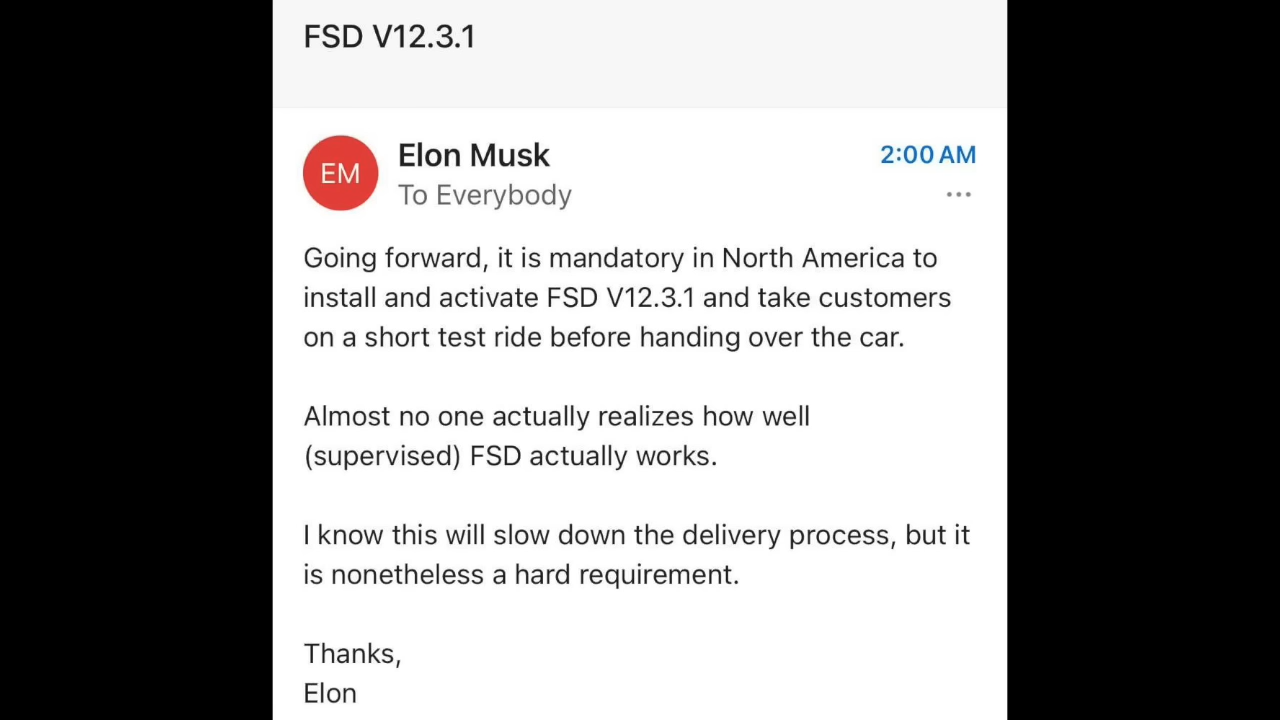 FSD V12.3.1
EM
Elon Musk
2:00 AM
To Everybody
...
Going forward, it is mandatory in North America to
install and activate FSD V12.3.1 and take customers
on a short test ride before handing over the car.
Almost no one actually realizes how well
(supervised) FSD actually works.
I know this will slow down the delivery process, but it
is nonetheless a hard requirement.
Thanks,
Elon